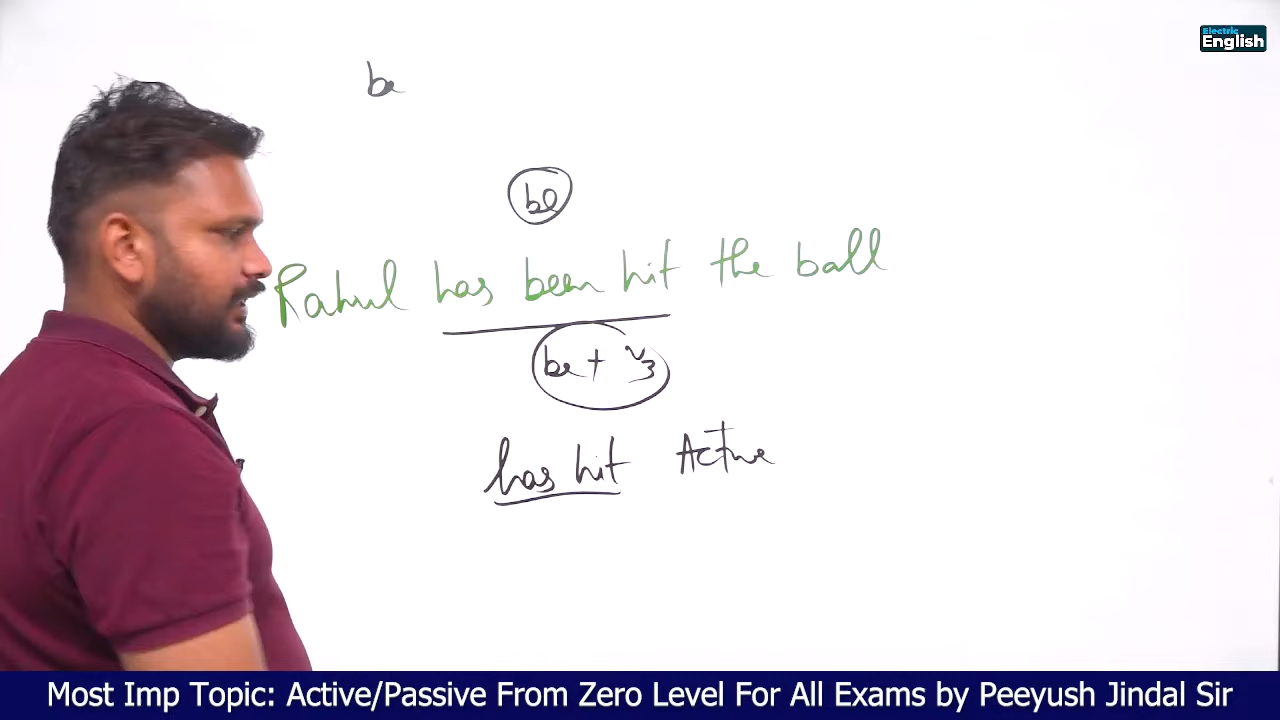 Electric
English
be
be
Rahul has been hit the ball
be + V3
has hit Active
Most Imp Topic: Active/Passive From Zero Level For All Exams by Peeyush Jindal Sir